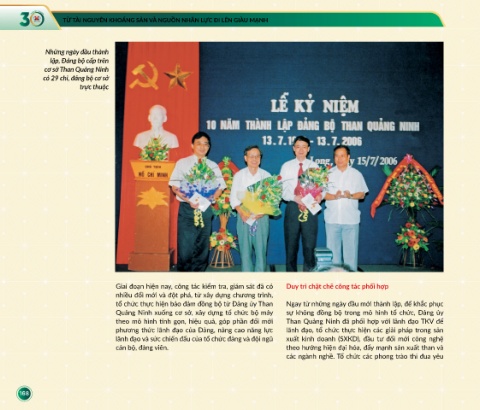 30 TỪ TÀI NGUYÊN KHOÁNG SẢN VÀ NGUỒN NHÂN LỰC ĐI LÊN GIÀU MẠNH
Những ngày đầu thành
lập, Đảng bộ cấp trên
cơ sở Than Quảng Ninh
có 29 chi, đảng bộ cơ sở
trực thuộc
LỄ KỶ NIỆM
10 NĂM THÀNH LẬP ĐẢNG BỘ THAN QUẢNG NINH
13.7.1996 - 13.7.2006
Long, 15/7/2006
HỒ CHÍ MINH
Giai đoạn hiện nay, công tác kiểm tra, giám sát đã có
nhiều đổi mới và đột phá, từ xây dựng chương trình,
tổ chức thực hiện bảo đảm đồng bộ từ Đảng ủy Than
Quảng Ninh xuống cơ sở, xây dựng tổ chức bộ máy
theo mô hình tinh gọn, hiệu quả, góp phần đổi mới
phương thức lãnh đạo của Đảng, nâng cao năng lực
lãnh đạo và sức chiến đấu của tổ chức đảng và đội ngũ
cán bộ, đảng viên.
Duy trì chặt chẽ công tác phối hợp
Ngay từ những ngày đầu mới thành lập, để khắc phục
sự không đồng bộ trong mô hình tổ chức, Đảng ủy
Than Quảng Ninh đã phối hợp với lãnh đạo TKV để
lãnh đạo, tổ chức thực hiện các giải pháp trong sản
xuất kinh doanh (SXKD), đầu tư đổi mới công nghệ
theo hướng hiện đại hóa, đẩy mạnh sản xuất than và
các ngành nghề. Tổ chức các phong trào thi đua yêu
168